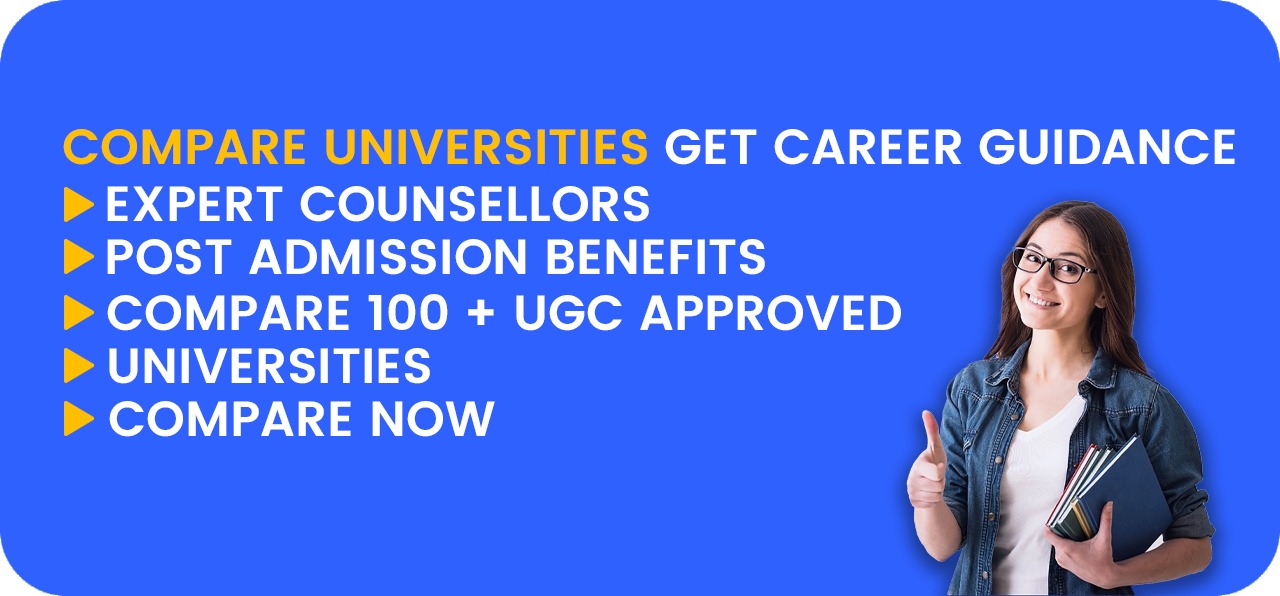 COMPARE UNIVERSITIES GET CAREER GUIDANCE
EXPERT COUNSELLORS
POST ADMISSION BENEFITS
COMPARE 100 + UGC APPROVED
UNIVERSITIES
COMPARE NOW